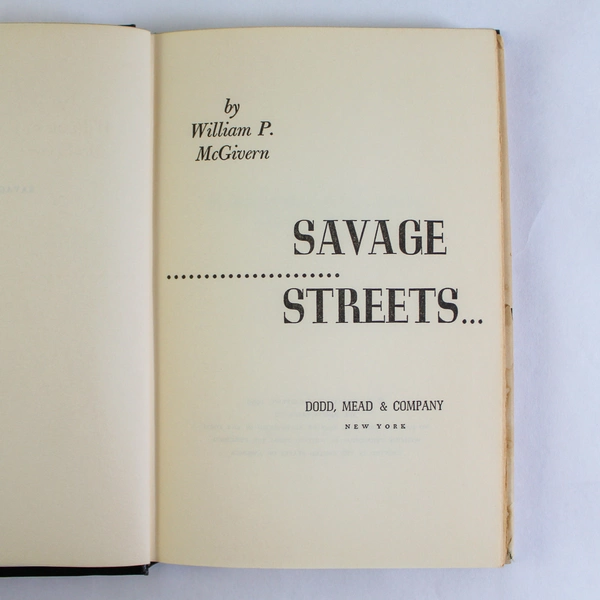 by
William P.
McGivern
SAVAGE
......................
STREETS...
DODD, MEAD & COMPANY
NEW YORK